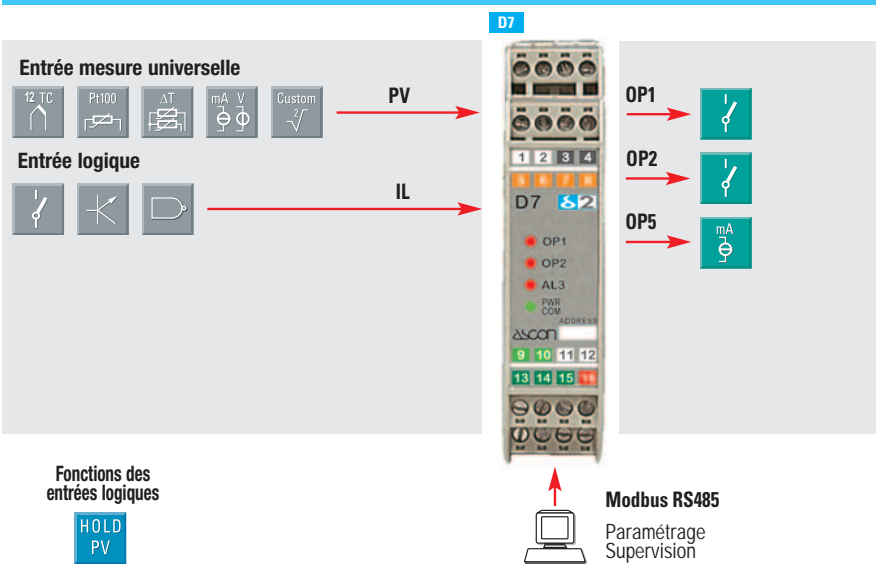 D7
Entrée mesure universelle
12 TC
Pt100
ΔT
mA V
Custom
2
PV
Entrée logique
IL
1 2 3 4
5 6 7 8
D7 δ2
OP1
OP2
AL3
PWR
COM
ADDRESS
ascon
9 10 11 12
13 14 15 16
OP1
OP2
OP5
mA
Fonctions des
entrées logiques
HOLD
PV
Modbus RS485
Paramétrage
Supervision